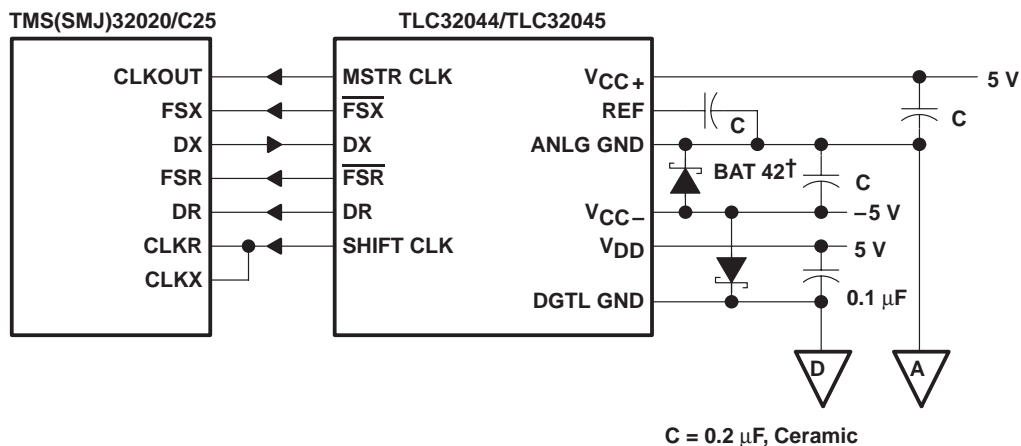 TMS(SMJ)32020/C25
TLC32044/TLC32045
CLKOUT
FSX
DX
FSR
DR
CLKR
CLKX
MSTR CLK
FSX
DX
FSR
DR
SHIFT CLK
VCC+
REF
ANLG GND
VCC−
VDD
DGTL GND
5 V
C
C
BAT 42†
C
−5 V
5 V
0.1 μF
D
A
C = 0.2 μF, Ceramic